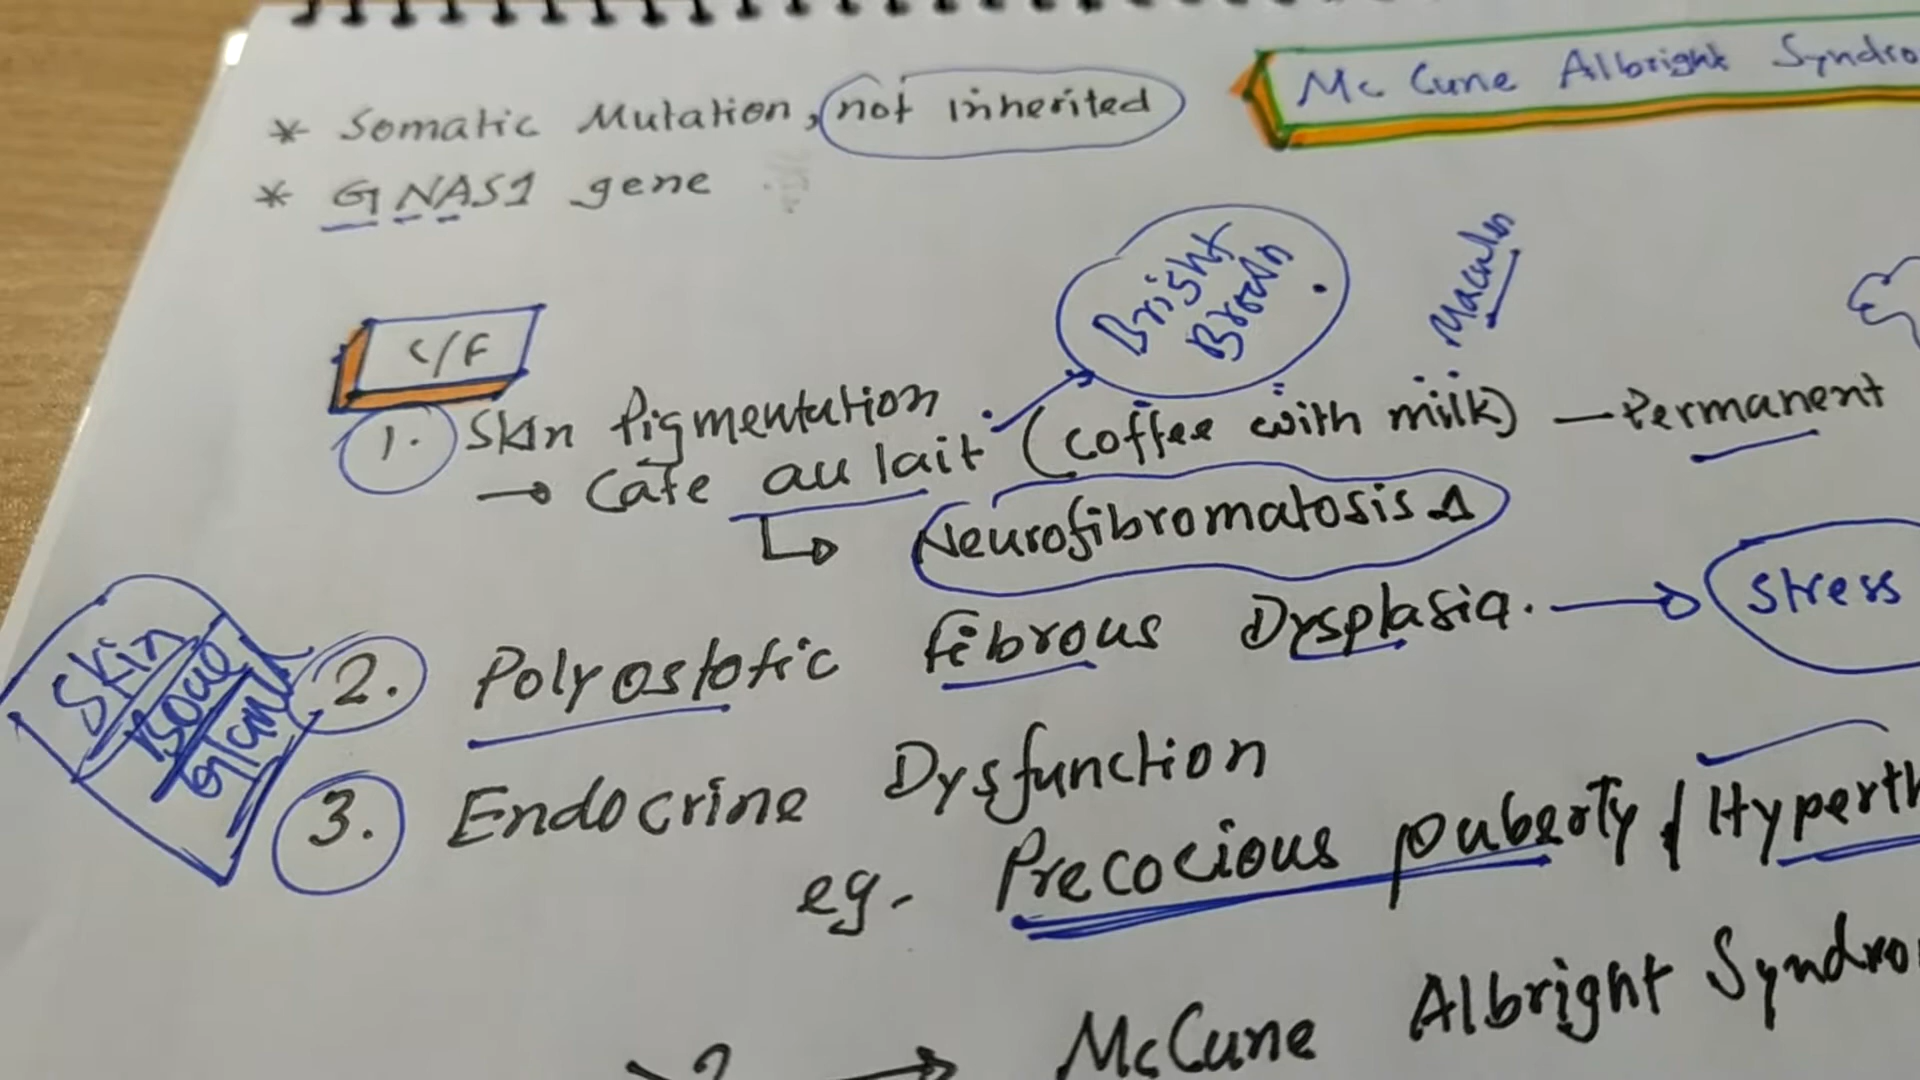 Mc Cune Albright Syndro
* Somatic Mutation, not inherited
* GNAS1 gene
Bright
Brown
Macules
C/F
1. Skin Pigmentation
→ Cafe au lait (coffee with milk) — Permanent
Neurofibromatosis 1
2. Polyostotic fibrous Dysplasia. → Stress
Skin
Bone
glan
3. Endocrine Dysfunction
eg. Precocious puberty / Hyperth
McCune Albright Syndro